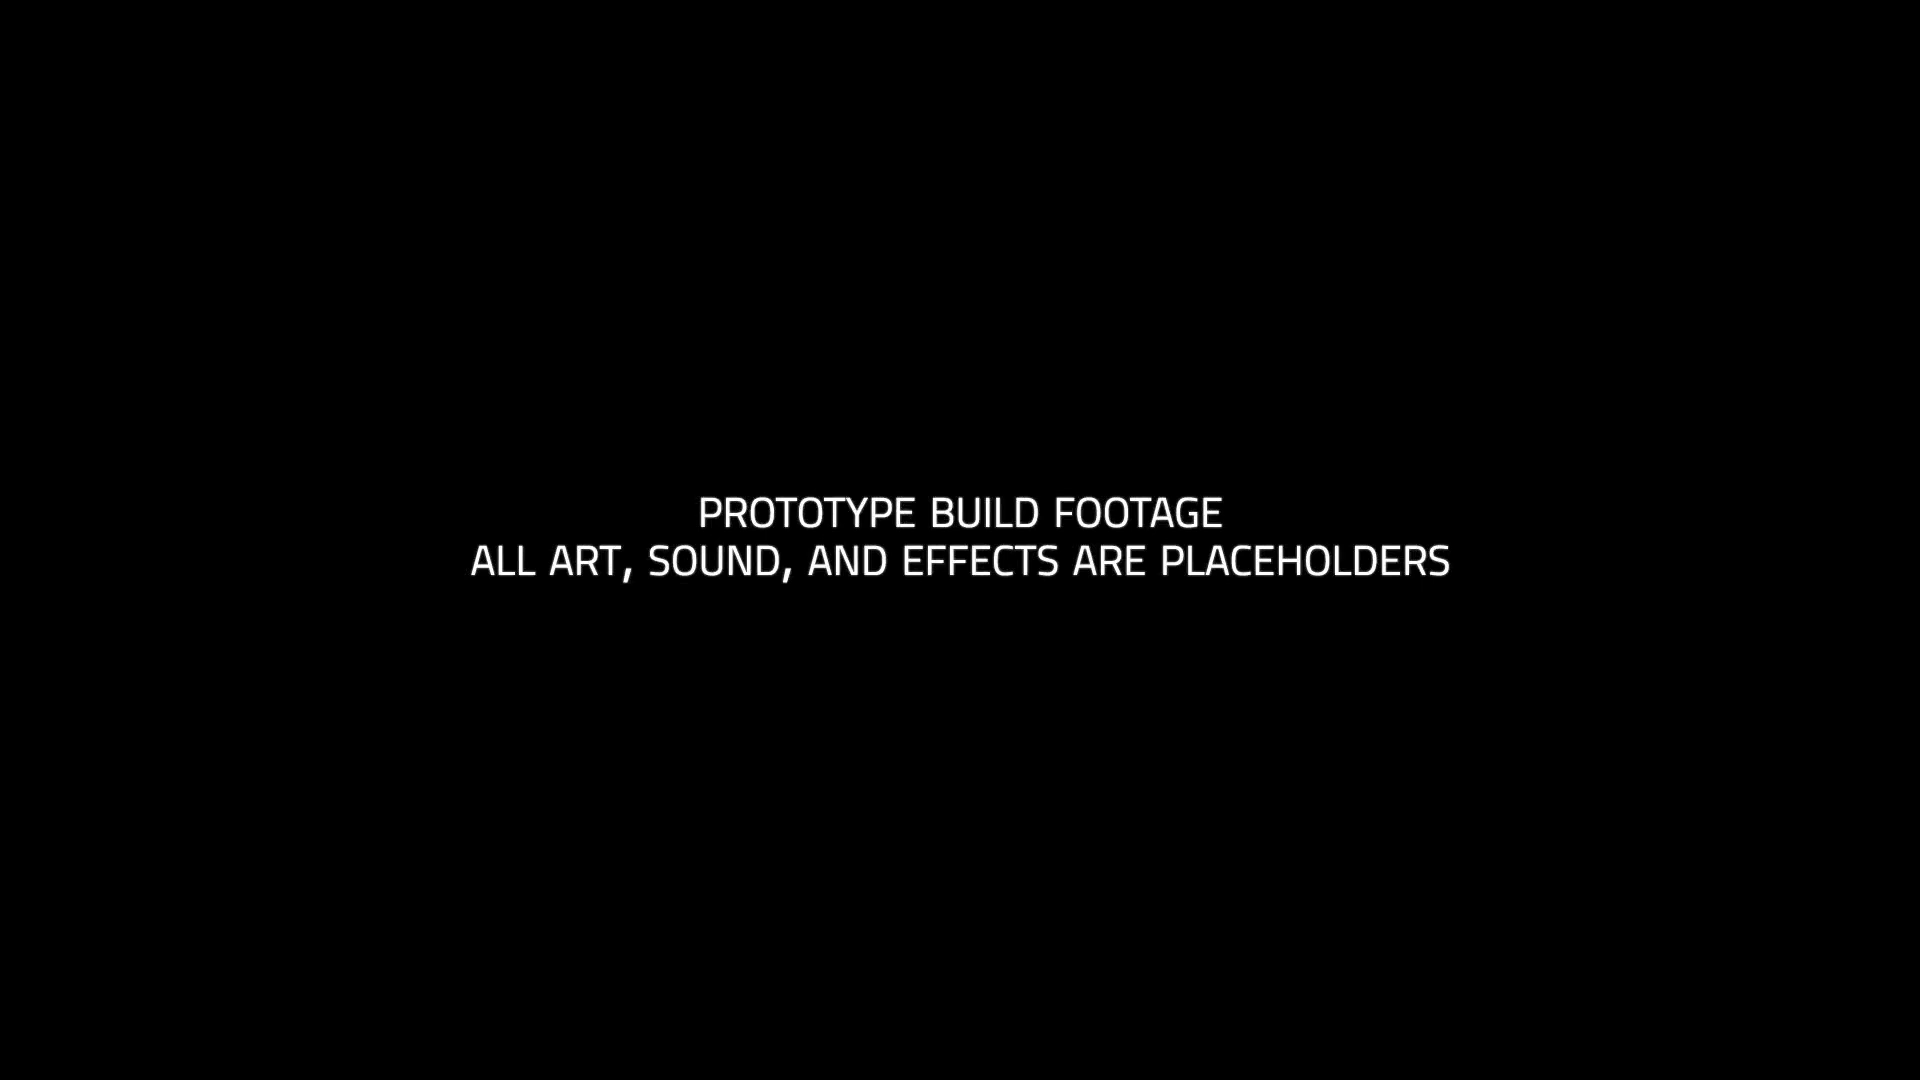 PROTOTYPE BUILD FOOTAGE
ALL ART, SOUND, AND EFFECTS ARE PLACEHOLDERS